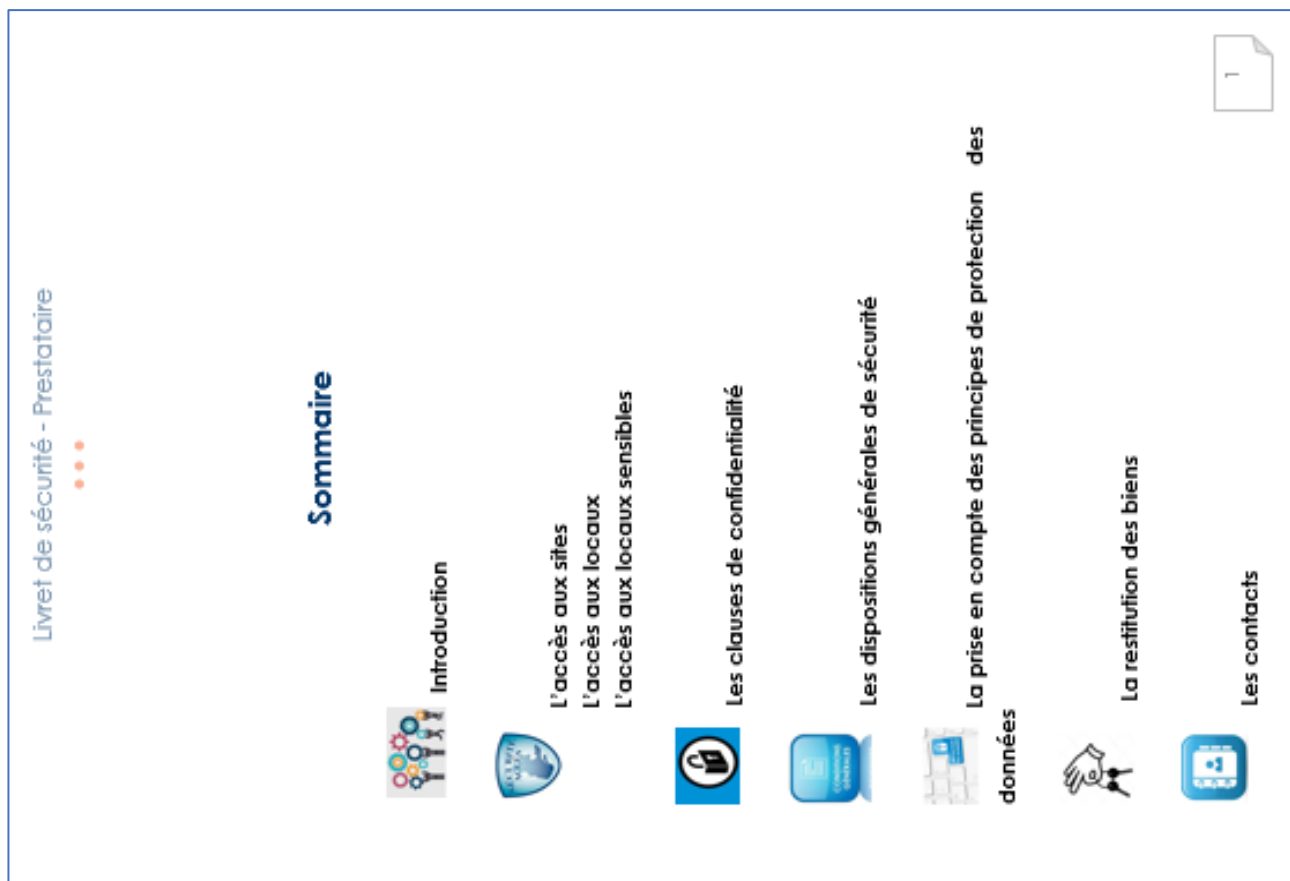 Livret de sécurité - Prestataire
Sommaire
Introduction
L'accès aux sites
L'accès aux locaux
L'accès aux locaux sensibles
Les clauses de confidentialité
Les dispositions générales de sécurité
CONDITIONS
GÉNÉRALES
La prise en compte des principes de protection des
données
La restitution des biens
Les contacts
1